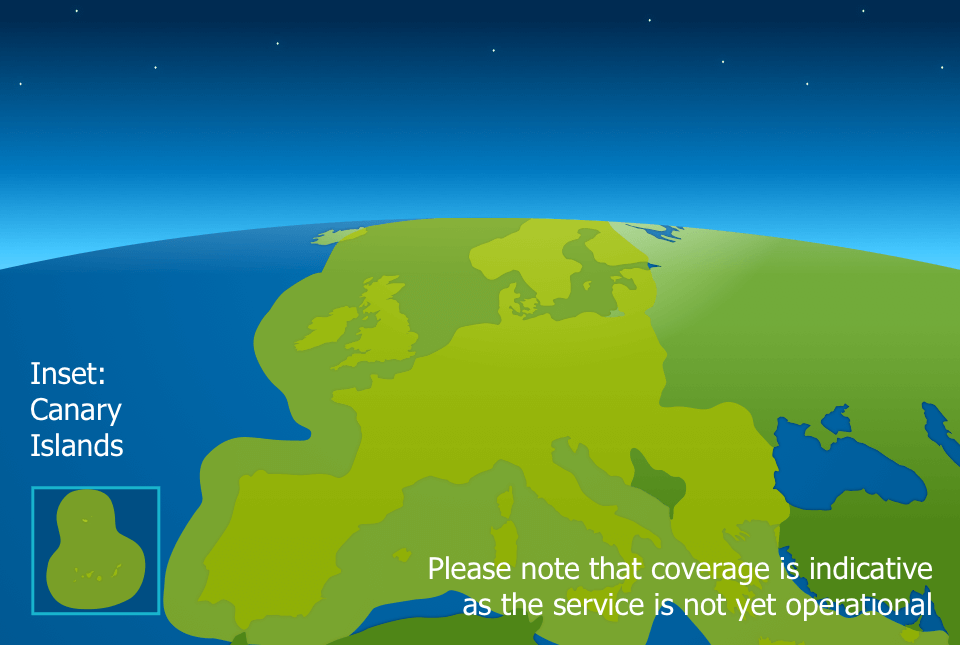 Inset:
Canary
Islands
Please note that coverage is indicative
as the service is not yet operational